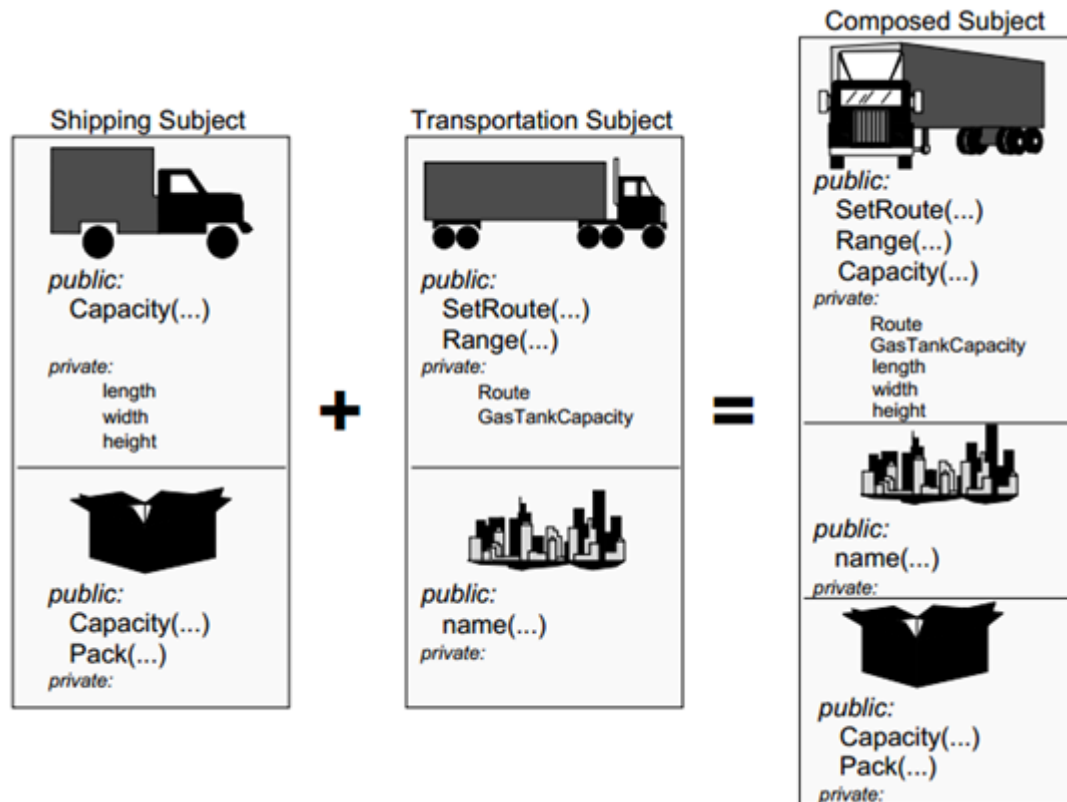 Shipping Subject
public:
Capacity(...)
private:
length
width
height
public:
Capacity(...)
Pack(...)
private:
+
Transportation Subject
public:
SetRoute(...)
Range(...)
private:
Route
GasTankCapacity
public:
name(...)
private:
=
Composed Subject
public:
SetRoute(...)
Range(...)
Capacity(...)
private:
Route
GasTankCapacity
length
width
height
public:
name(...)
private:
public:
Capacity(...)
Pack(...)
private: